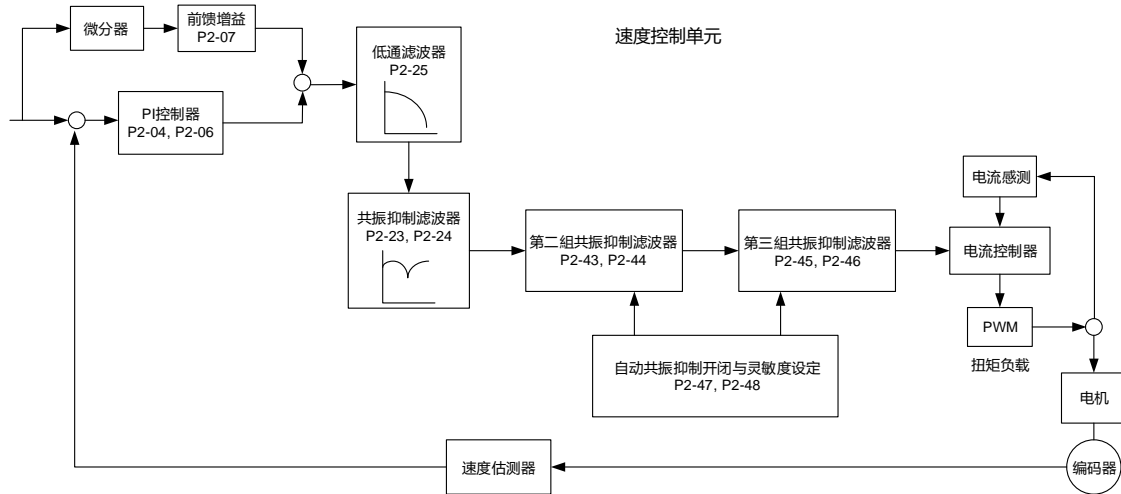 速度控制单元
微分器
前馈增益
P2-07
低通滤波器
P2-25
PI控制器
P2-04, P2-06
共振抑制滤波器
P2-23, P2-24
第二組共振抑制滤波器
P2-43, P2-44
第三組共振抑制滤波器
P2-45, P2-46
电流感测
电流控制器
PWM
扭矩负载
自动共振抑制开闭与灵敏度设定
P2-47, P2-48
电机
编码器
速度估测器